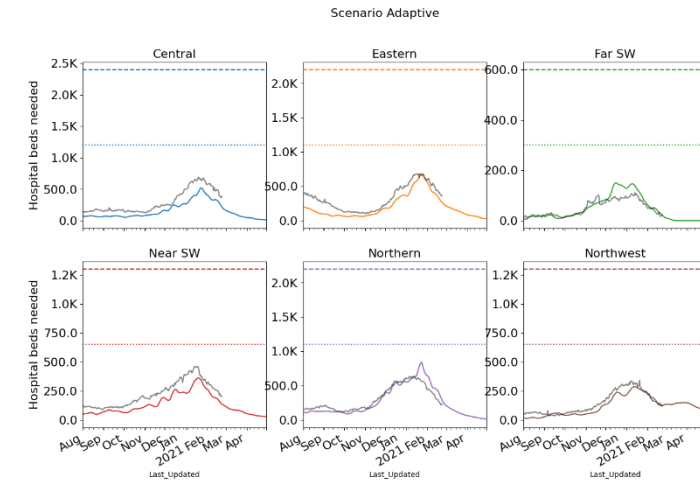 Scenario Adaptive
Central
Eastern
Far SW
Hospital beds needed
2.5K
2.0K
1.5K
1.0K
500.0
0.0
2.0K
1.5K
1.0K
500.0
0.0
600.0
400.0
200.0
0.0
Near SW
Northern
Northwest
Hospital beds needed
1.2K
1.0K
750.0
500.0
250.0
0.0
2.0K
1.5K
1.0K
500.0
0.0
1.2K
1.0K
750.0
500.0
250.0
0.0
Aug Sep Oct Nov Dec Jan 2021 Feb Mar Apr
Aug Sep Oct Nov Dec Jan 2021 Feb Mar Apr
Aug Sep Oct Nov Dec Jan 2021 Feb Mar Apr
Last_Updated
Last_Updated
Last_Updated